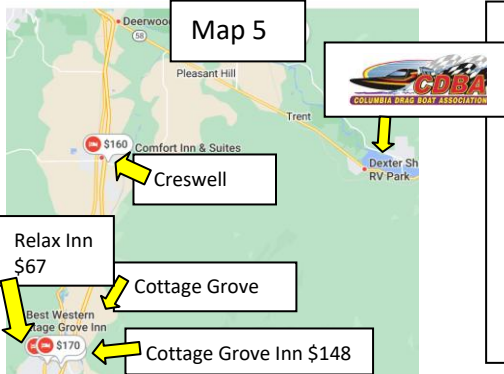 Map 5
Deerwoo
58
Pleasant Hill
CDBA
COLUMBIA DRAG BOAT ASSOCIATION
Trent
$160
Comfort Inn & Suites
Dexter Sh
RV Park
Creswell
Relax Inn
$67
Cottage Grove
Best Western
ttage Grove Inn
$170
Cottage Grove Inn $148